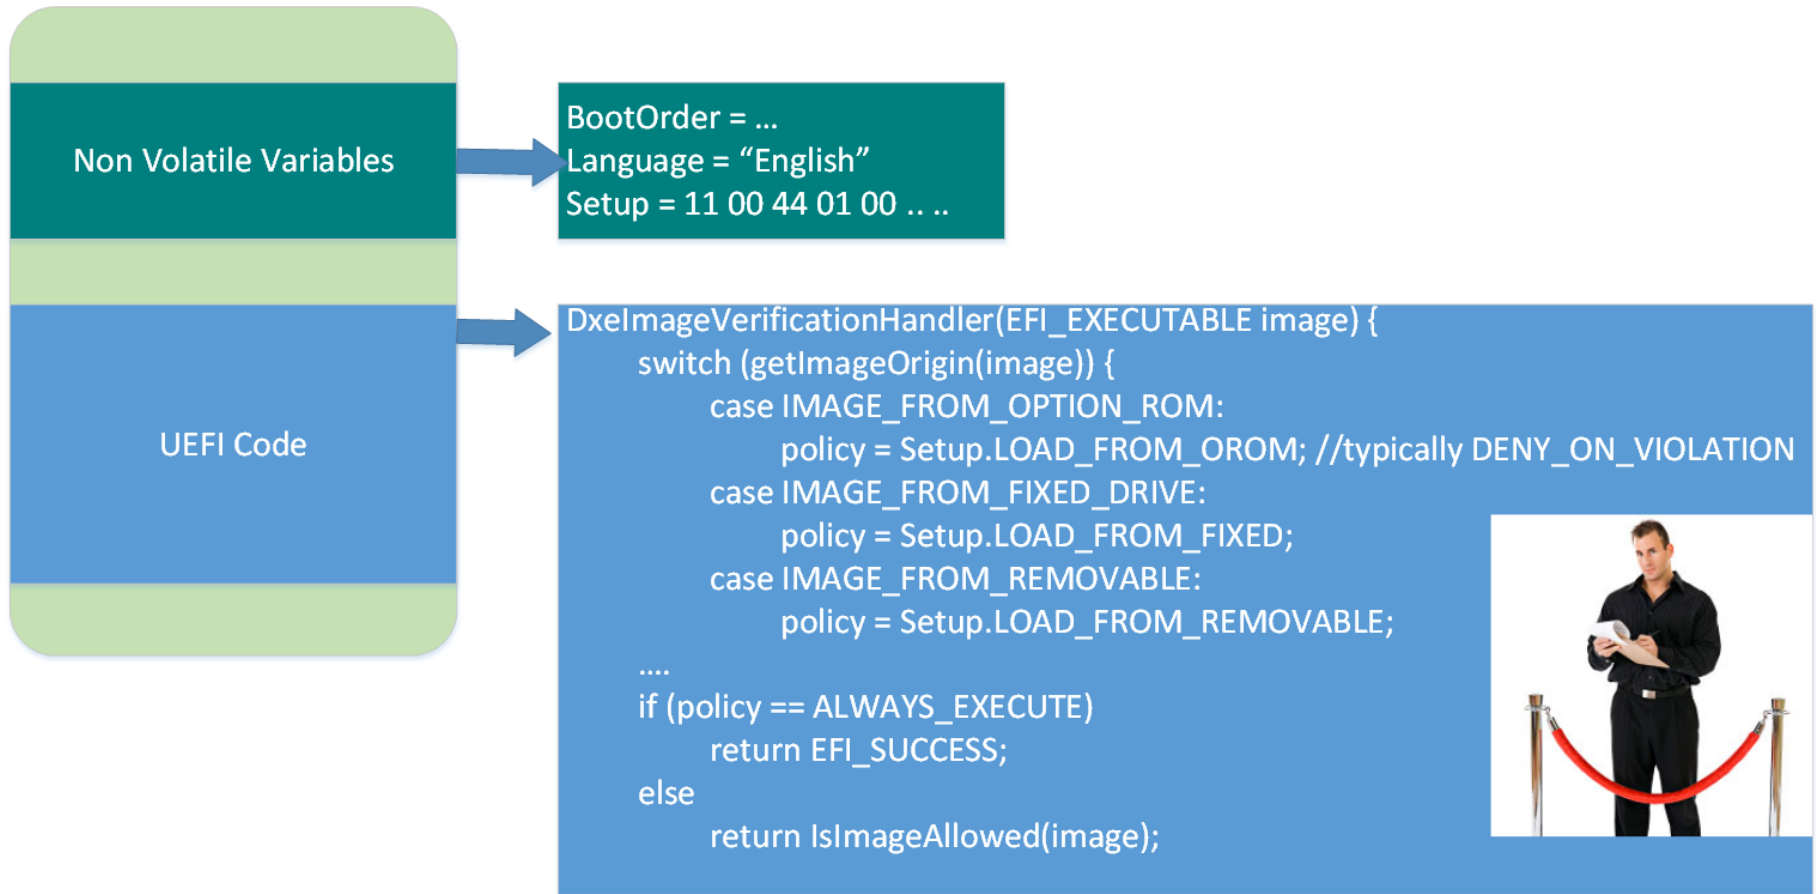 Non Volatile Variables
BootOrder = ...
Language = “English”
Setup = 11 00 44 01 00 .. ..
UEFI Code
DxeImageVerificationHandler(EFI_EXECUTABLE image) {
switch (getImageOrigin(image)) {
case IMAGE_FROM_OPTION_ROM:
policy = Setup.LOAD_FROM_OROM; //typically DENY_ON_VIOLATION
case IMAGE_FROM_FIXED_DRIVE:
policy = Setup.LOAD_FROM_FIXED;
case IMAGE_FROM_REMOVABLE:
policy = Setup.LOAD_FROM_REMOVABLE;
....
if (policy == ALWAYS_EXECUTE)
return EFI_SUCCESS;
else
return IsImageAllowed(image);